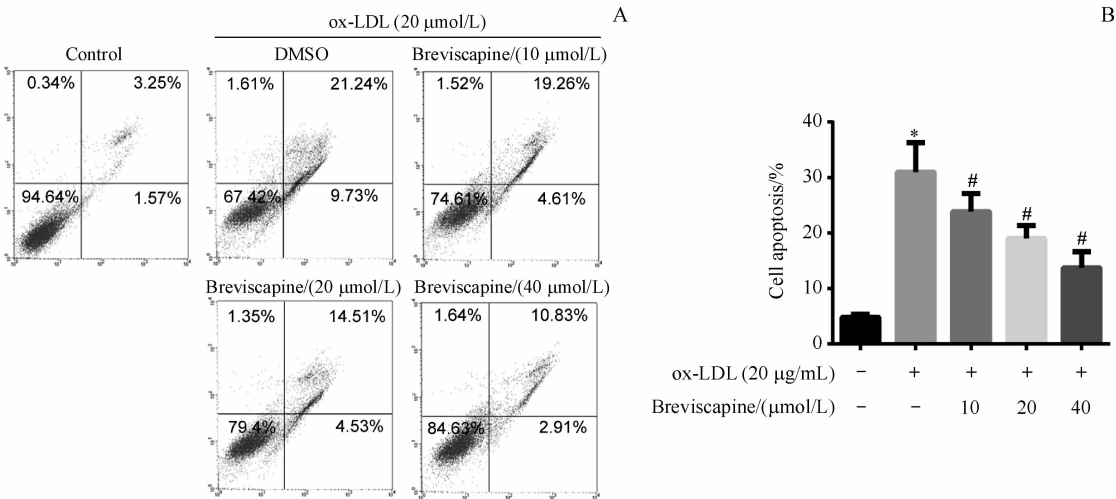 ox-LDL (20 μmol/L)
A
B
Control
DMSO
Breviscapine/(10 μmol/L)
0.34%
3.25%
94.64%
1.57%
1.61%
21.24%
67.42%
9.73%
1.52%
19.26%
74.61%
4.61%
Breviscapine/(20 μmol/L)
Breviscapine/(40 μmol/L)
1.35%
14.51%
79.4%
4.53%
1.64%
10.83%
84.63%
2.91%
Cell apoptosis/%
40
30
20
10
0
*
#
#
#
ox-LDL (20 μg/mL) − + + + +
Breviscapine/(μmol/L) − − 10 20 40